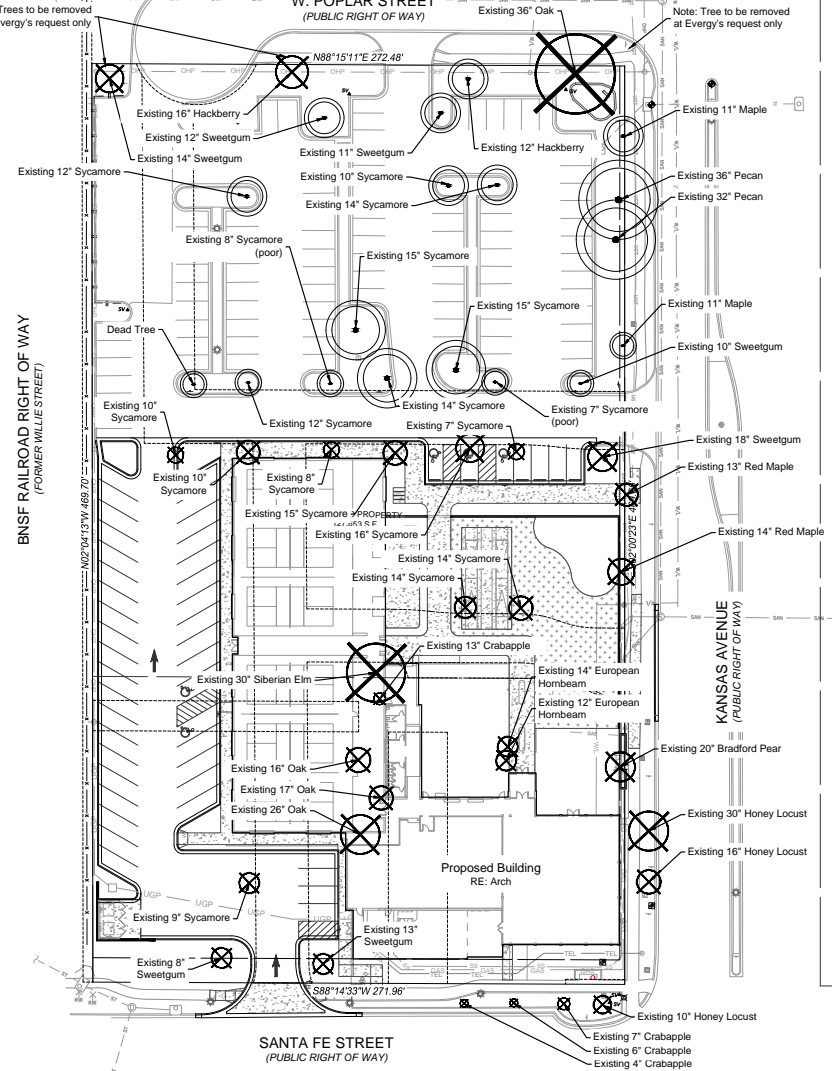 W. POPLAR STREET
(PUBLIC RIGHT OF WAY)
Trees to be removed
Evergy's request only
Existing 36" Oak
Note: Tree to be removed
at Evergy's request only
N88°15'11"E 272.48'
Existing 16" Hackberry
Existing 12" Sweetgum
Existing 14" Sweetgum
Existing 12" Sycamore
Existing 11" Sweetgum
Existing 12" Hackberry
Existing 11" Maple
Existing 10" Sycamore
Existing 14" Sycamore
Existing 36" Pecan
Existing 32" Pecan
Existing 8" Sycamore
(poor)
Existing 15" Sycamore
Existing 15" Sycamore
Existing 11" Maple
Dead Tree
Existing 10" Sweetgum
Existing 10"
Sycamore
Existing 12" Sycamore
Existing 14" Sycamore
Existing 7" Sycamore
(poor)
Existing 7" Sycamore
Existing 18" Sweetgum
Existing 13" Red Maple
Existing 10"
Sycamore
Existing 8"
Sycamore
Existing 15" Sycamore
PROPERTY
Existing 16" Sycamore
Existing 14" Red Maple
Existing 14" Sycamore
Existing 14" Sycamore
BNSF RAILROAD RIGHT OF WAY
(FORMER WILLIE STREET)
N02°04'13"W 469.70'
KANSAS AVENUE
(PUBLIC RIGHT OF WAY)
Existing 13" Crabapple
Existing 30" Siberian Elm
Existing 14" European
Hornbeam
Existing 12" European
Hornbeam
Existing 16" Oak
Existing 20" Bradford Pear
Existing 17" Oak
Existing 26" Oak
Existing 30" Honey Locust
Existing 16" Honey Locust
Proposed Building
RE: Arch
UGP
UGP
UGP
Existing 9" Sycamore
Existing 13"
Sweetgum
Existing 8"
Sweetgum
TEL
TEL
TEL
GAS
GAS
S88°14'33"W 271.96'
Existing 10" Honey Locust
Existing 7" Crabapple
Existing 6" Crabapple
Existing 4" Crabapple
SANTA FE STREET
(PUBLIC RIGHT OF WAY)